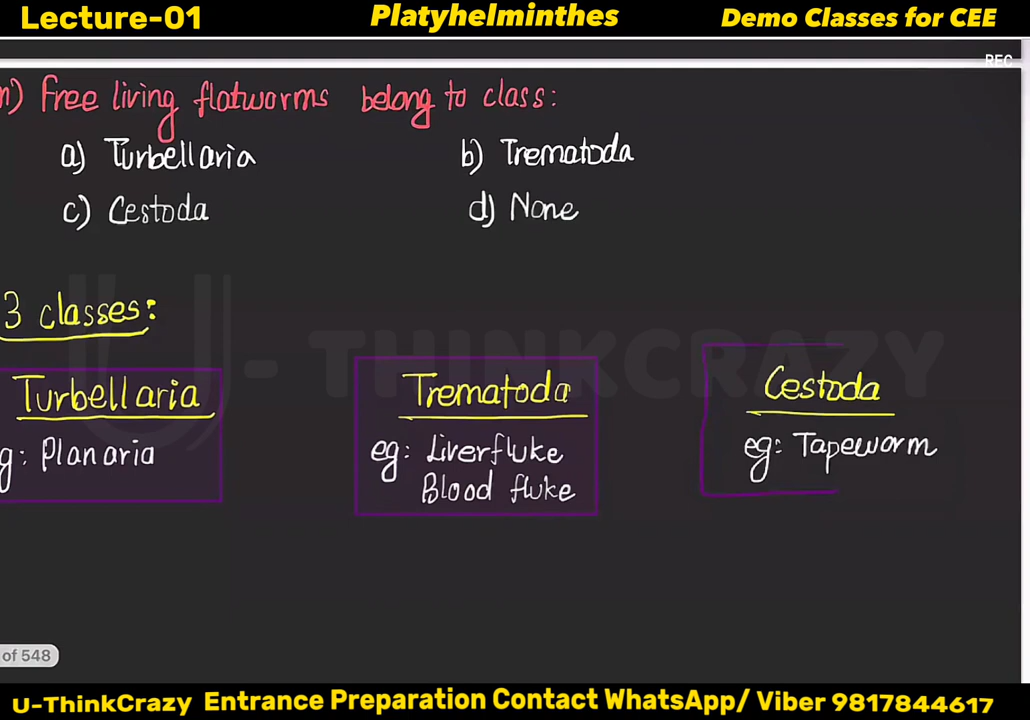 Lecture-01 Platyhelminthes Demo Classes for CEE
REC
n) Free living flatworms belong to class:
a) Turbellaria b) Trematoda
c) Cestoda d) None
3 classes:
U - THINKCRAZY
Turbellaria Trematoda Cestoda
g: Planaria eg: Liverfluke eg: Tapeworm
Blood fluke
of 548
U-ThinkCrazy Entrance Preparation Contact WhatsApp/ Viber 9817844617